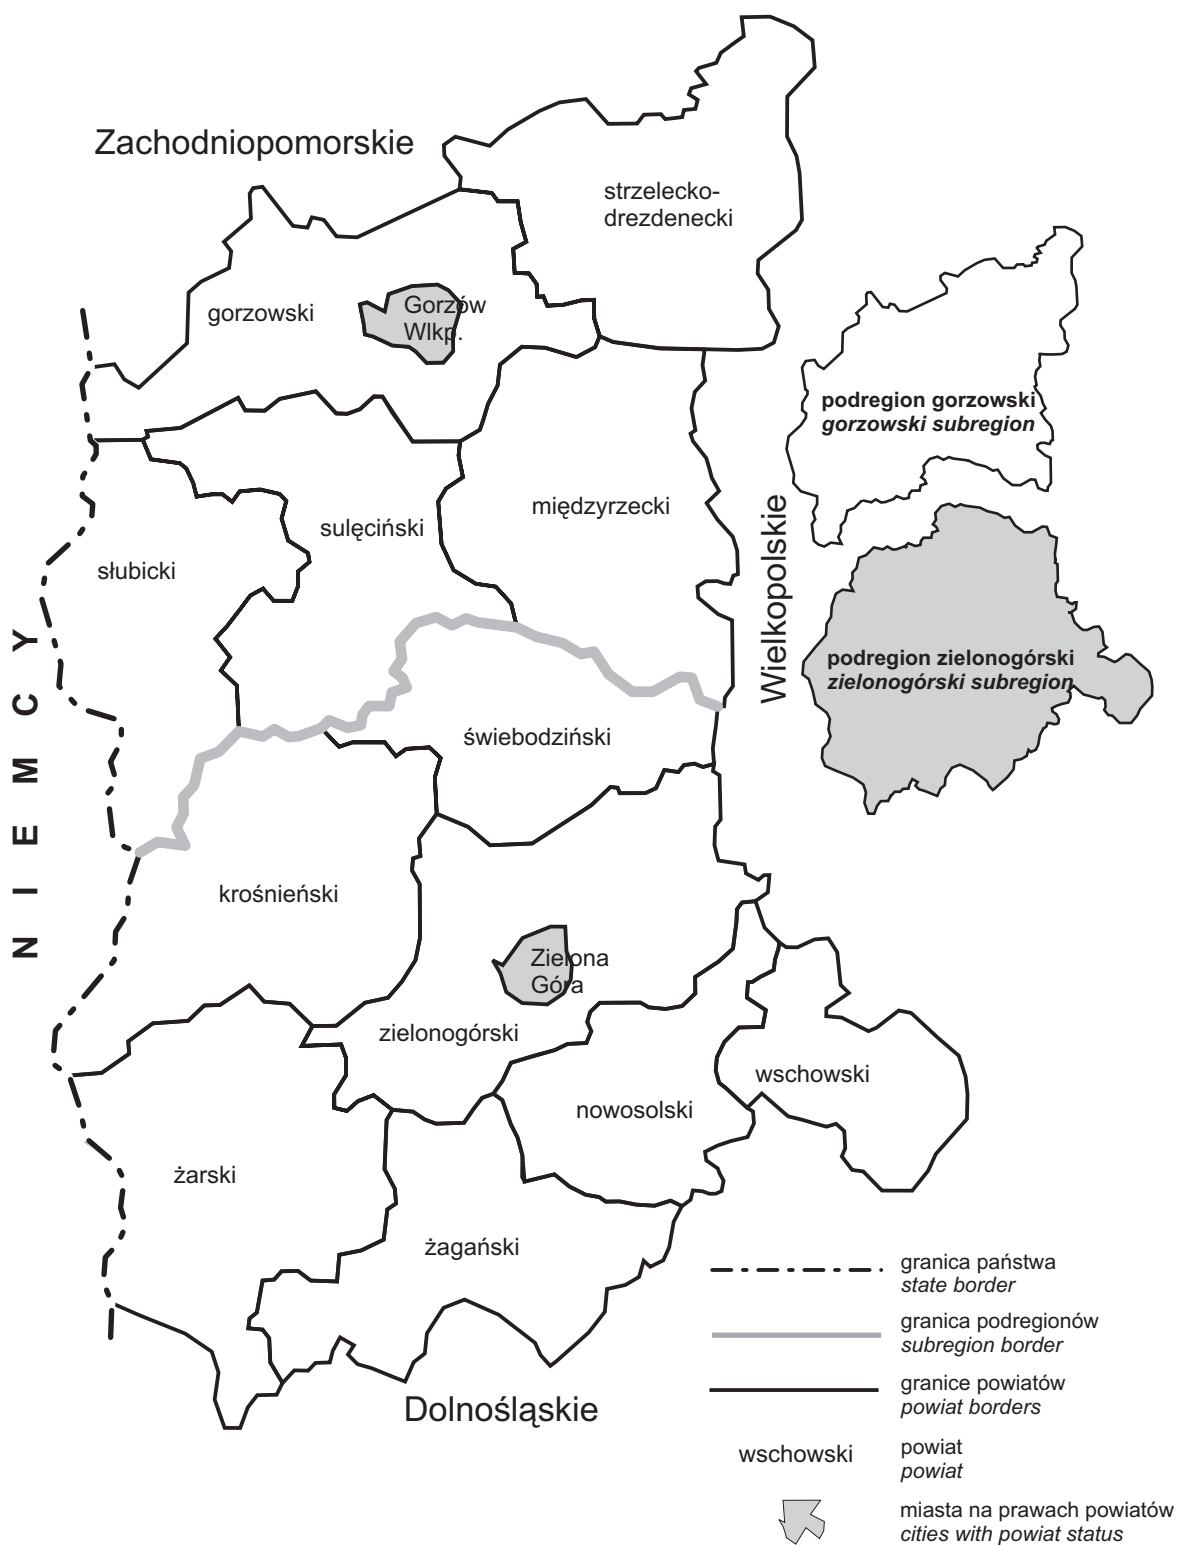 Zachodniopomorskie
strzelecko-
drezdenecki
gorzowski
Gorzów
Wlkp.
podregion gorzowski
gorzowski subregion
międzyrzecki
sulęciński
słubicki
Wielkopolskie
NIEMCY
podregion zielonogórski
zielonogórski subregion
świebodziński
krośnieński
Zielona
Góra
zielonogórski
wschowski
nowosolski
żarski
żagański
Dolnośląskie
granica państwa
state border
granica podregionów
subregion border
granice powiatów
powiat borders
wschowski
powiat
powiat
miasta na prawach powiatów
cities with powiat status